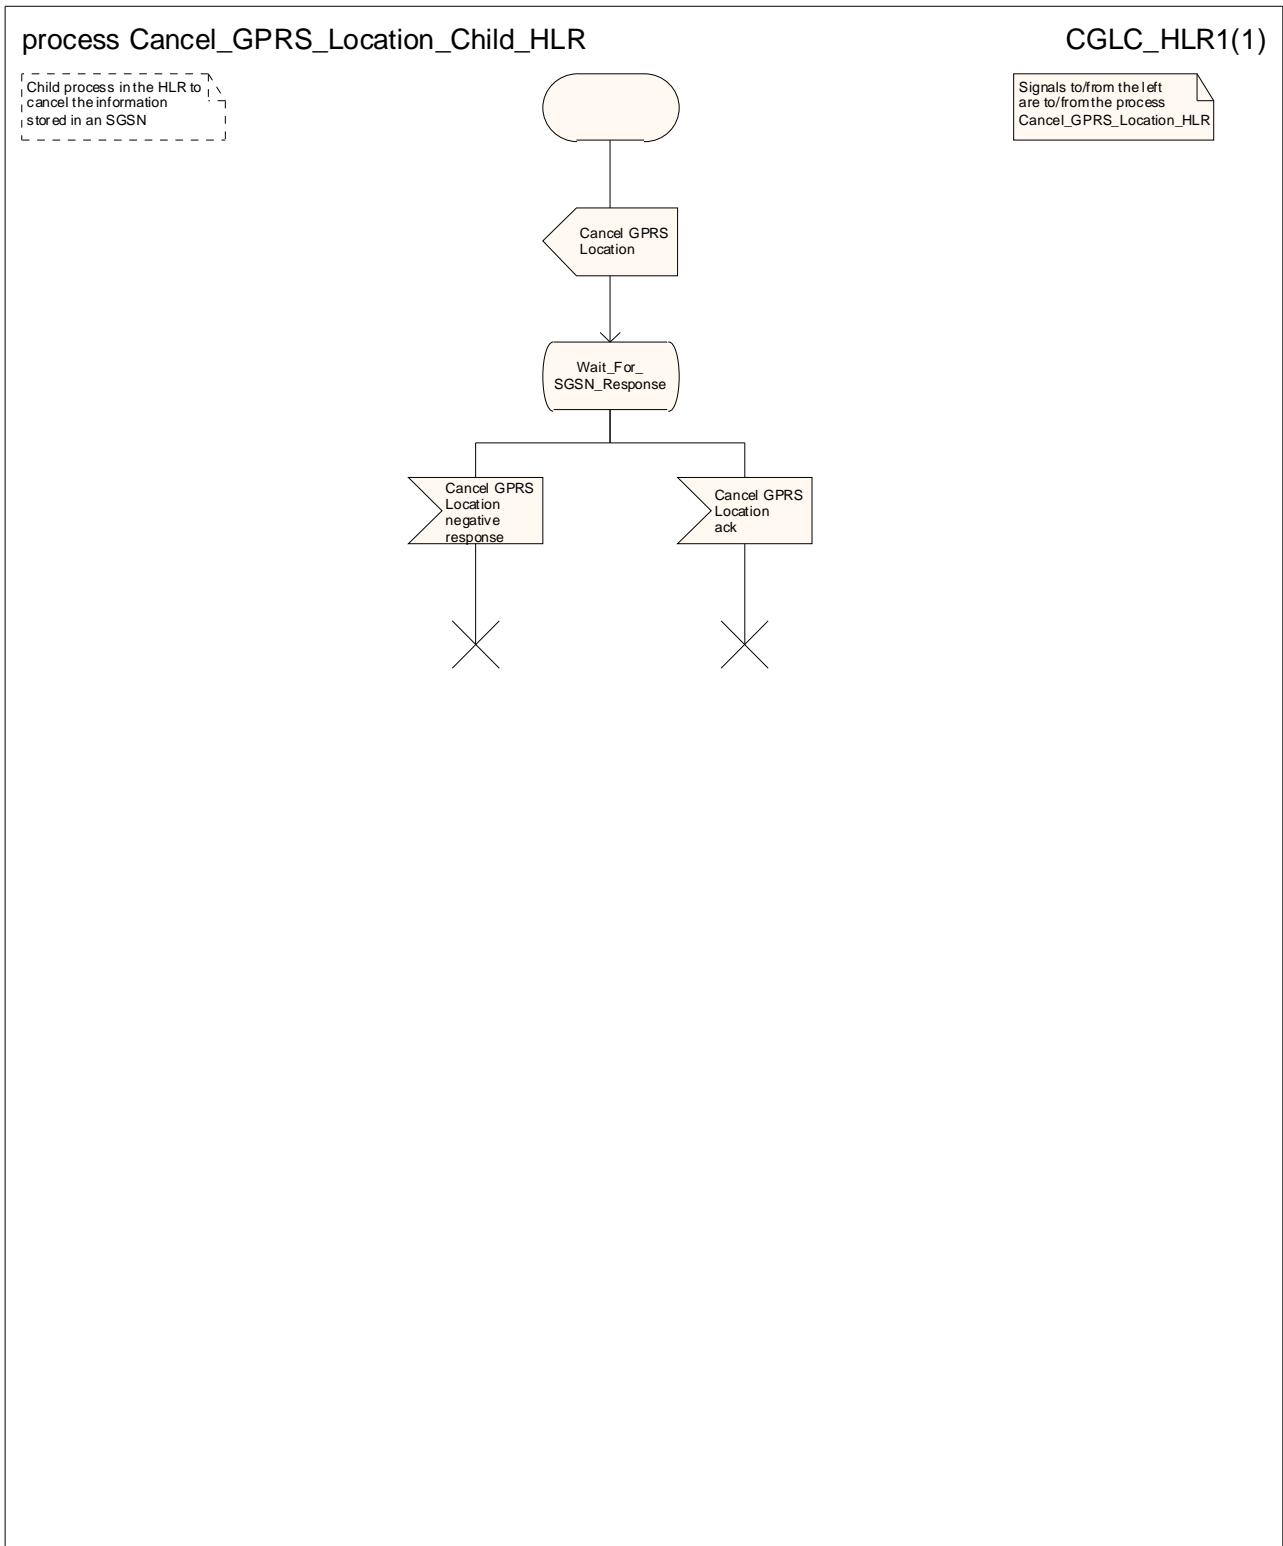 process Cancel_GPRS_Location_Child_HLR
CGLC_HLR1(1)
Child process in the HLR to
cancel the information
stored in an SGSN
Signals to/from the left
are to/from the process
Cancel_GPRS_Location_HLR
Cancel GPRS
Location
Wait_For_
SGSN_Response
Cancel GPRS
Location
negative
response
Cancel GPRS
Location
ack